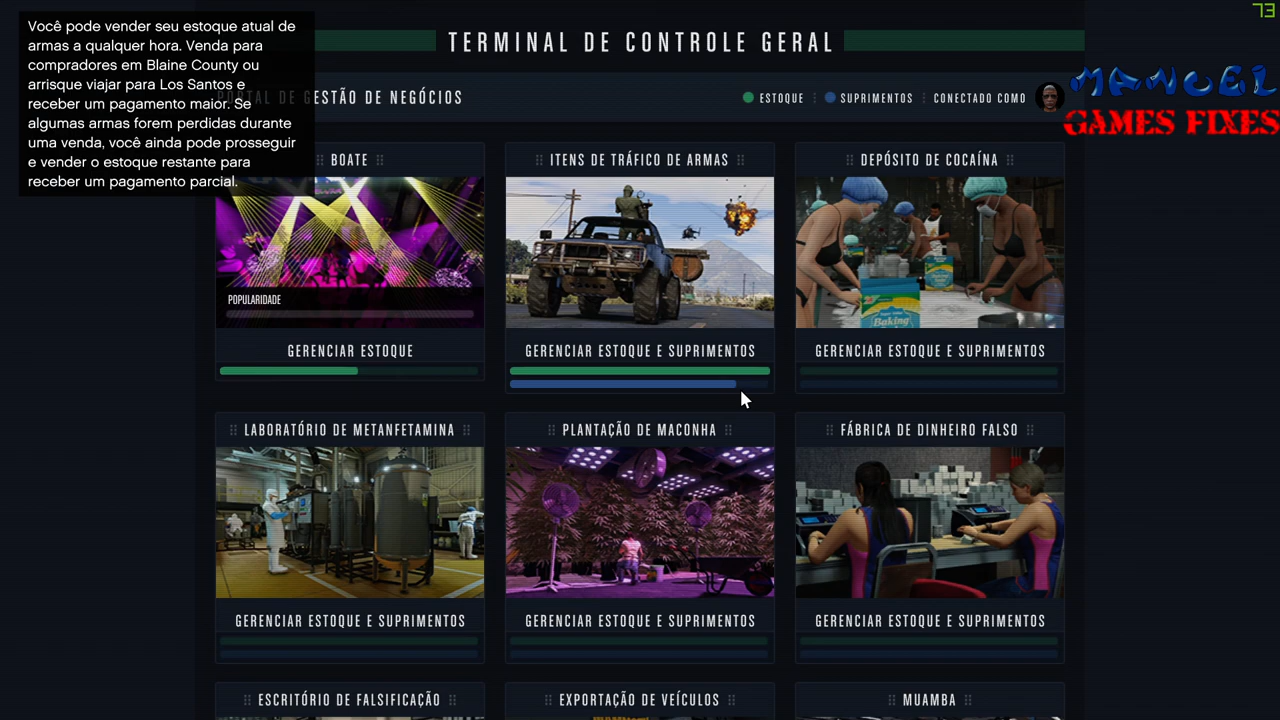 Você pode vender seu estoque atual de
armas a qualquer hora. Venda para
compradores em Blaine County ou
arrisque viajar para Los Santos e
receber um pagamento maior. Se
algumas armas forem perdidas durante
uma venda, você ainda pode prosseguir
e vender o estoque restante para
receber um pagamento parcial.
73
TERMINAL DE CONTROLE GERAL
MANUEL
GAMES FIXES
PORTAL DE GESTÃO DE NEGÓCIOS
ESTOQUE
SUPRIMENTOS
CONECTADO COMO
BOATE
ITENS DE TRÁFICO DE ARMAS
DEPÓSITO DE COCAÍNA
POPULARIDADE
Baking
GERENCIAR ESTOQUE
GERENCIAR ESTOQUE E SUPRIMENTOS
GERENCIAR ESTOQUE E SUPRIMENTOS
LABORATÓRIO DE METANFETAMINA
PLANTAÇÃO DE MACONHA
FÁBRICA DE DINHEIRO FALSO
GERENCIAR ESTOQUE E SUPRIMENTOS
GERENCIAR ESTOQUE E SUPRIMENTOS
GERENCIAR ESTOQUE E SUPRIMENTOS
ESCRITÓRIO DE FALSIFICAÇÃO
EXPORTAÇÃO DE VEÍCULOS
MUAMBA